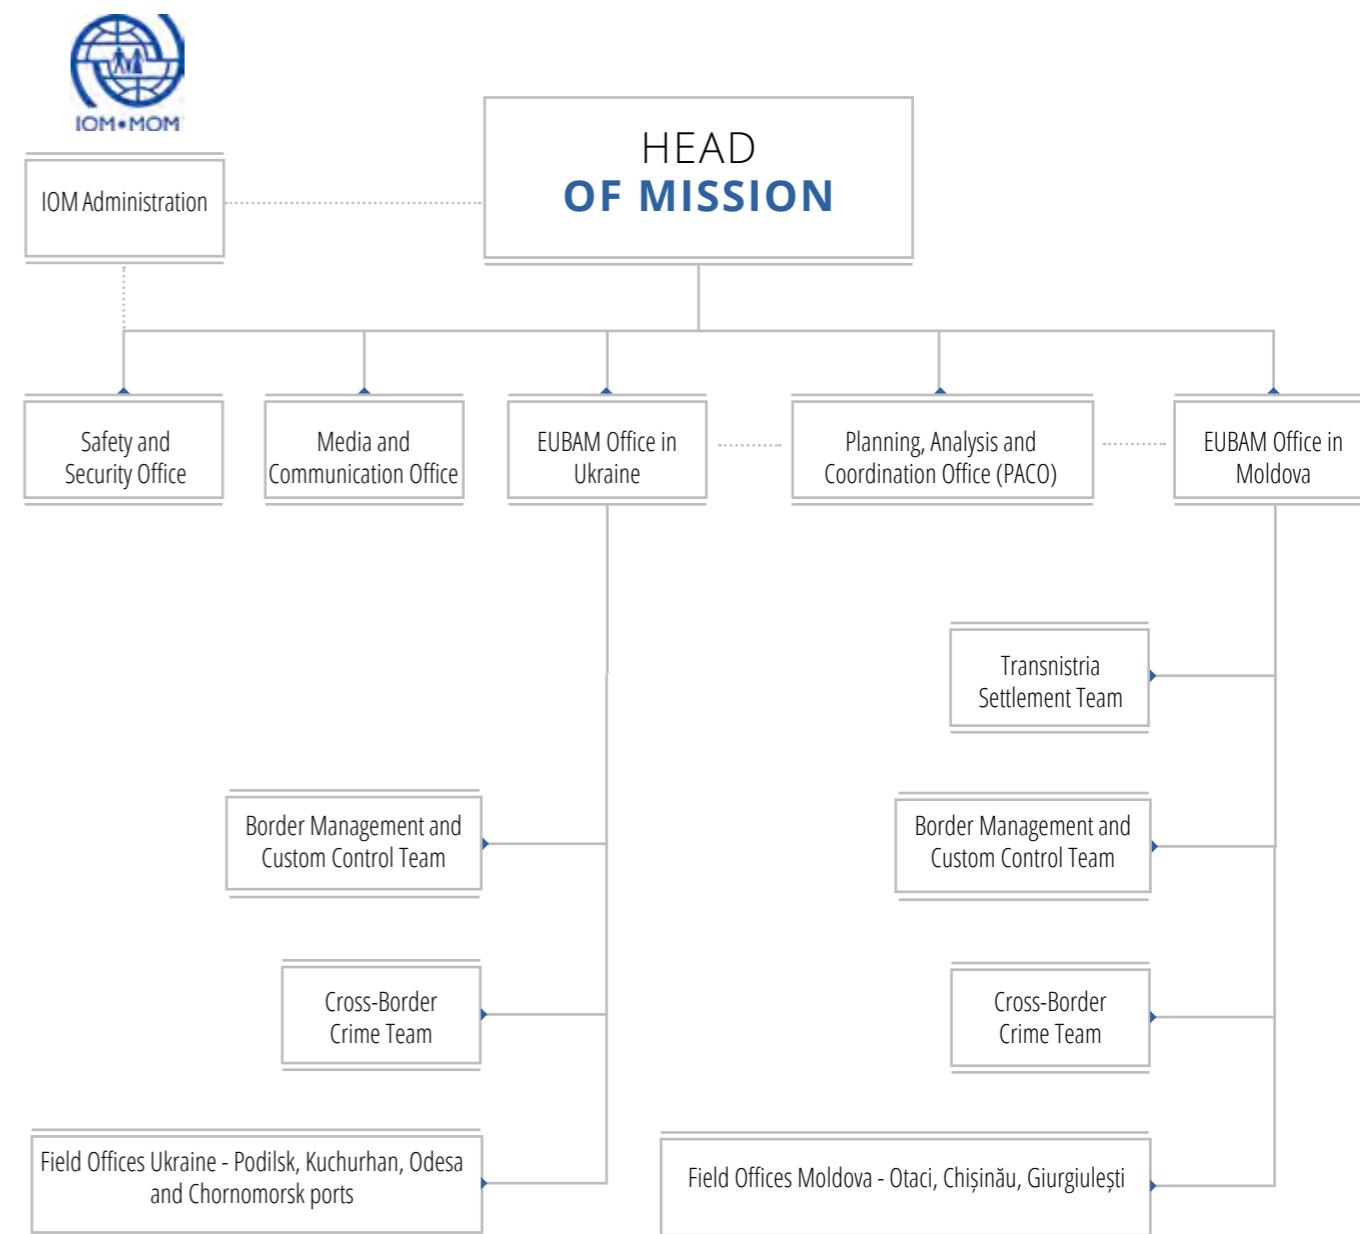 IOM•MOM
HEAD
OF MISSION
IOM Administration
Safety and
Security Office
Media and
Communication Office
EUBAM Office in
Ukraine
Planning, Analysis and
Coordination Office (PACO)
EUBAM Office in
Moldova
Transnistria
Settlement Team
Border Management and
Custom Control Team
Border Management and
Custom Control Team
Cross-Border
Crime Team
Cross-Border
Crime Team
Field Offices Ukraine - Podilsk, Kuchurhan, Odesa
and Chornomorsk ports
Field Offices Moldova - Otaci, Chișinău, Giurgiulești